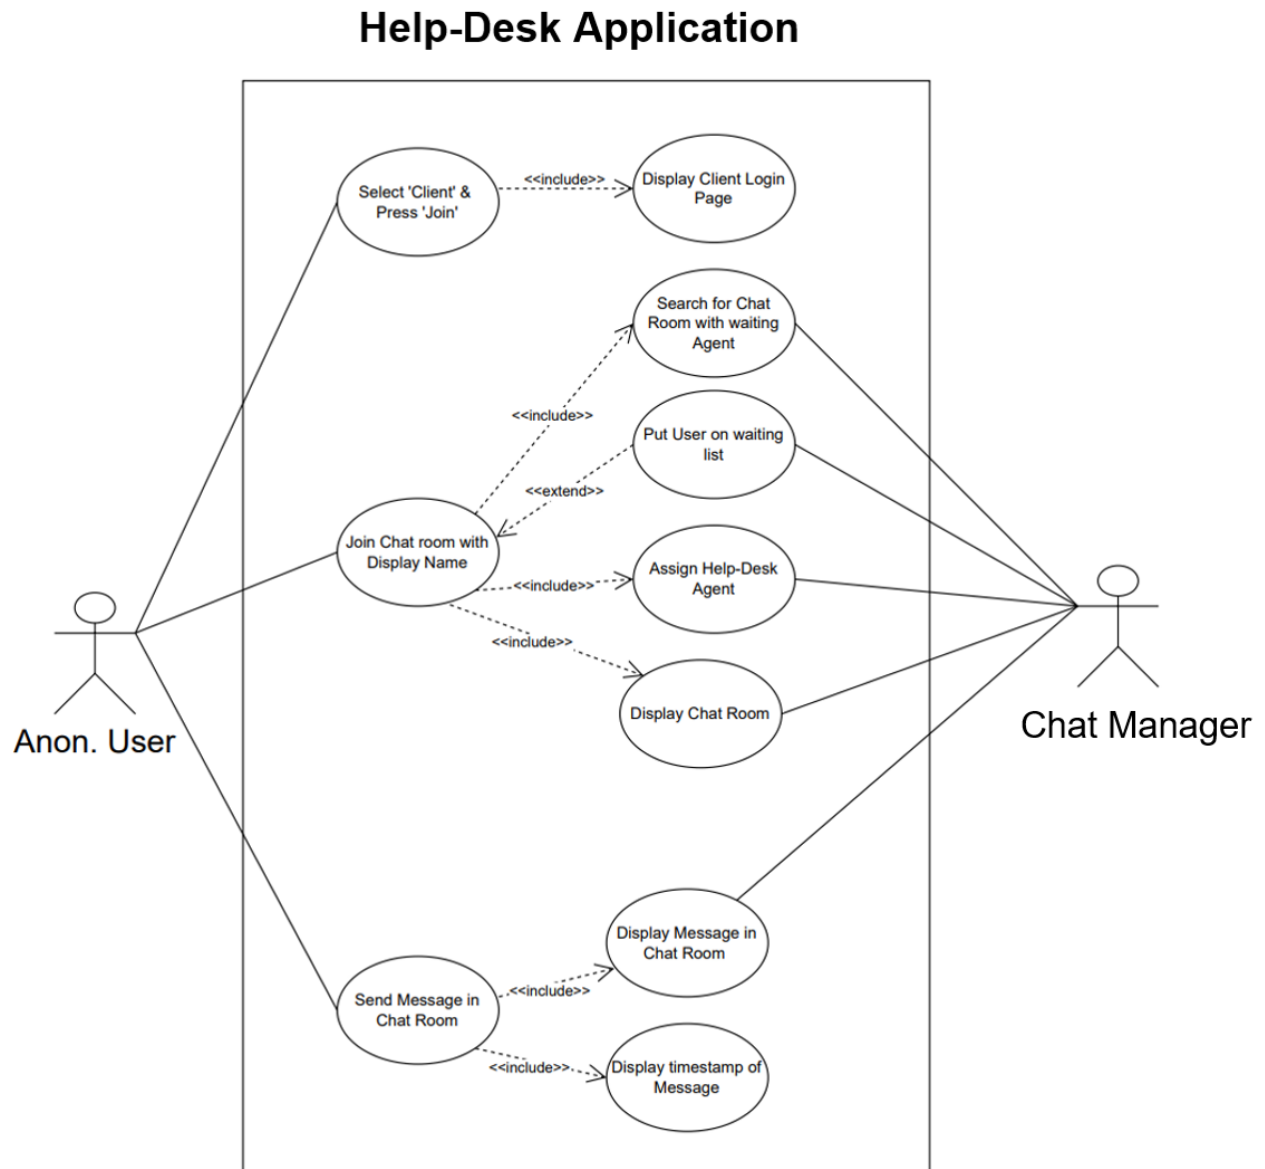 Help-Desk Application
Select 'Client' &
Press 'Join'
<<include>>
Display Client Login
Page
Search for Chat
Room with waiting
Agent
<<include>>
Put User on waiting
list
<<extend>>
Join Chat room with
Display Name
<<include>>
Assign Help-Desk
Agent
<<include>>
Display Chat Room
Anon. User
Chat Manager
Display Message in
Chat Room
<<include>>
Send Message in
Chat Room
<<include>>
Display timestamp of
Message